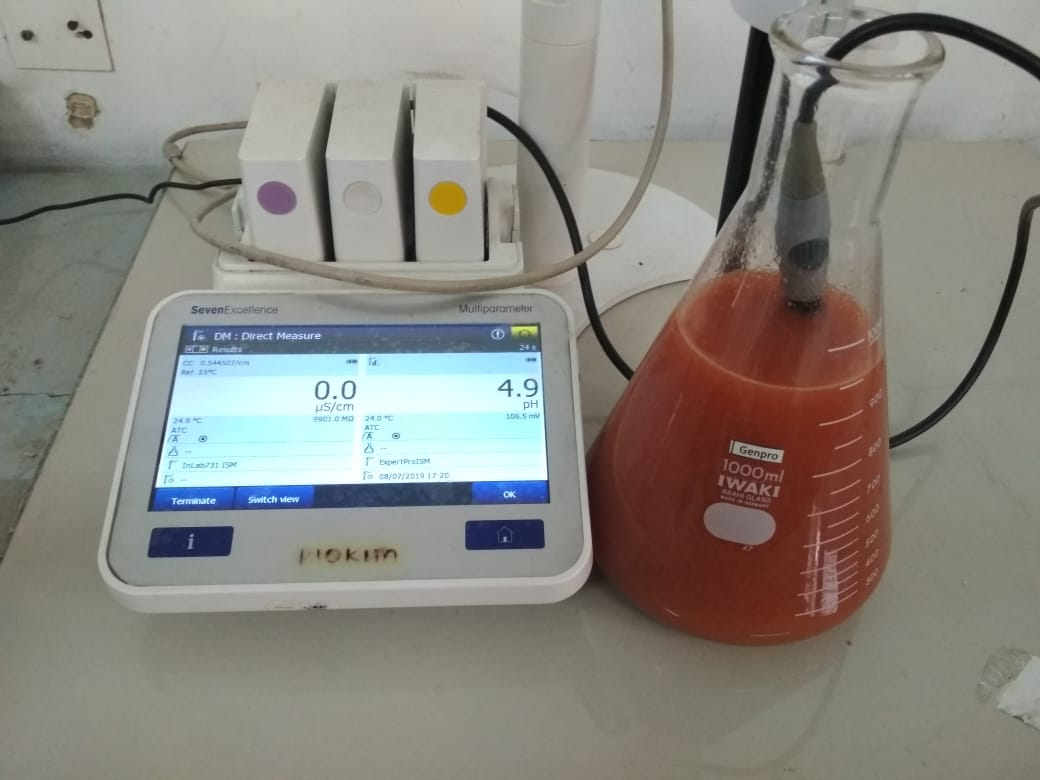 SevenExcellence Multiparameter
DM : Direct Measure
Results 24 s
CC: 0.544507/cm
Ref. 25°C
0.0
µS/cm
24.9 °C 9901.0 MΩ
ATC
--
InLab731 ISM
--
4.9
pH
24.0 °C 106.5 mV
ATC
--
ExpertProISM
08/07/2019 17:20
Terminate Switch view OK
Genpro
1000ml
IWAKI
ASAHI GLASS
47
1000
900
800
700
600
500
400
300